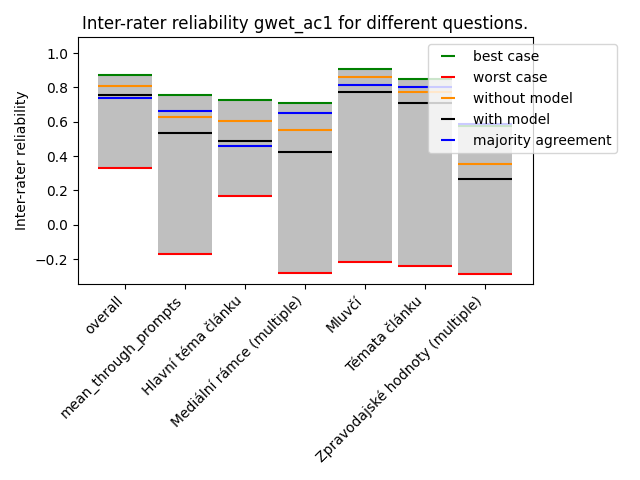 Inter-rater reliability gwet_ac1 for different questions.
Inter-rater reliability
1.0
0.8
0.6
0.4
0.2
0.0
−0.2
best case
worst case
without model
with model
majority agreement
overall
mean_through_prompts
Hlavní téma článku
Mediální rámce (multiple)
Mluvčí
Témata článku
Zpravodajské hodnoty (multiple)